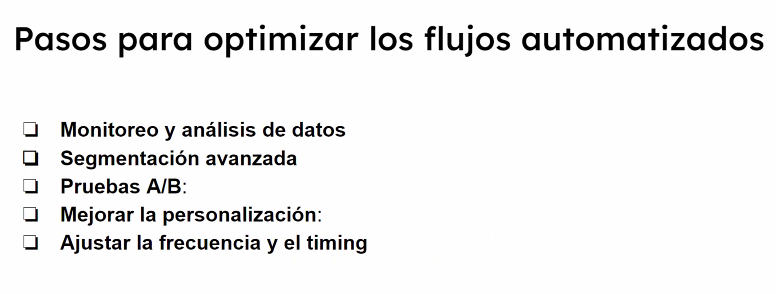 Pasos para optimizar los flujos automatizados
❏ Monitoreo y análisis de datos
❏ Segmentación avanzada
❏ Pruebas A/B:
❏ Mejorar la personalización:
❏ Ajustar la frecuencia y el timing